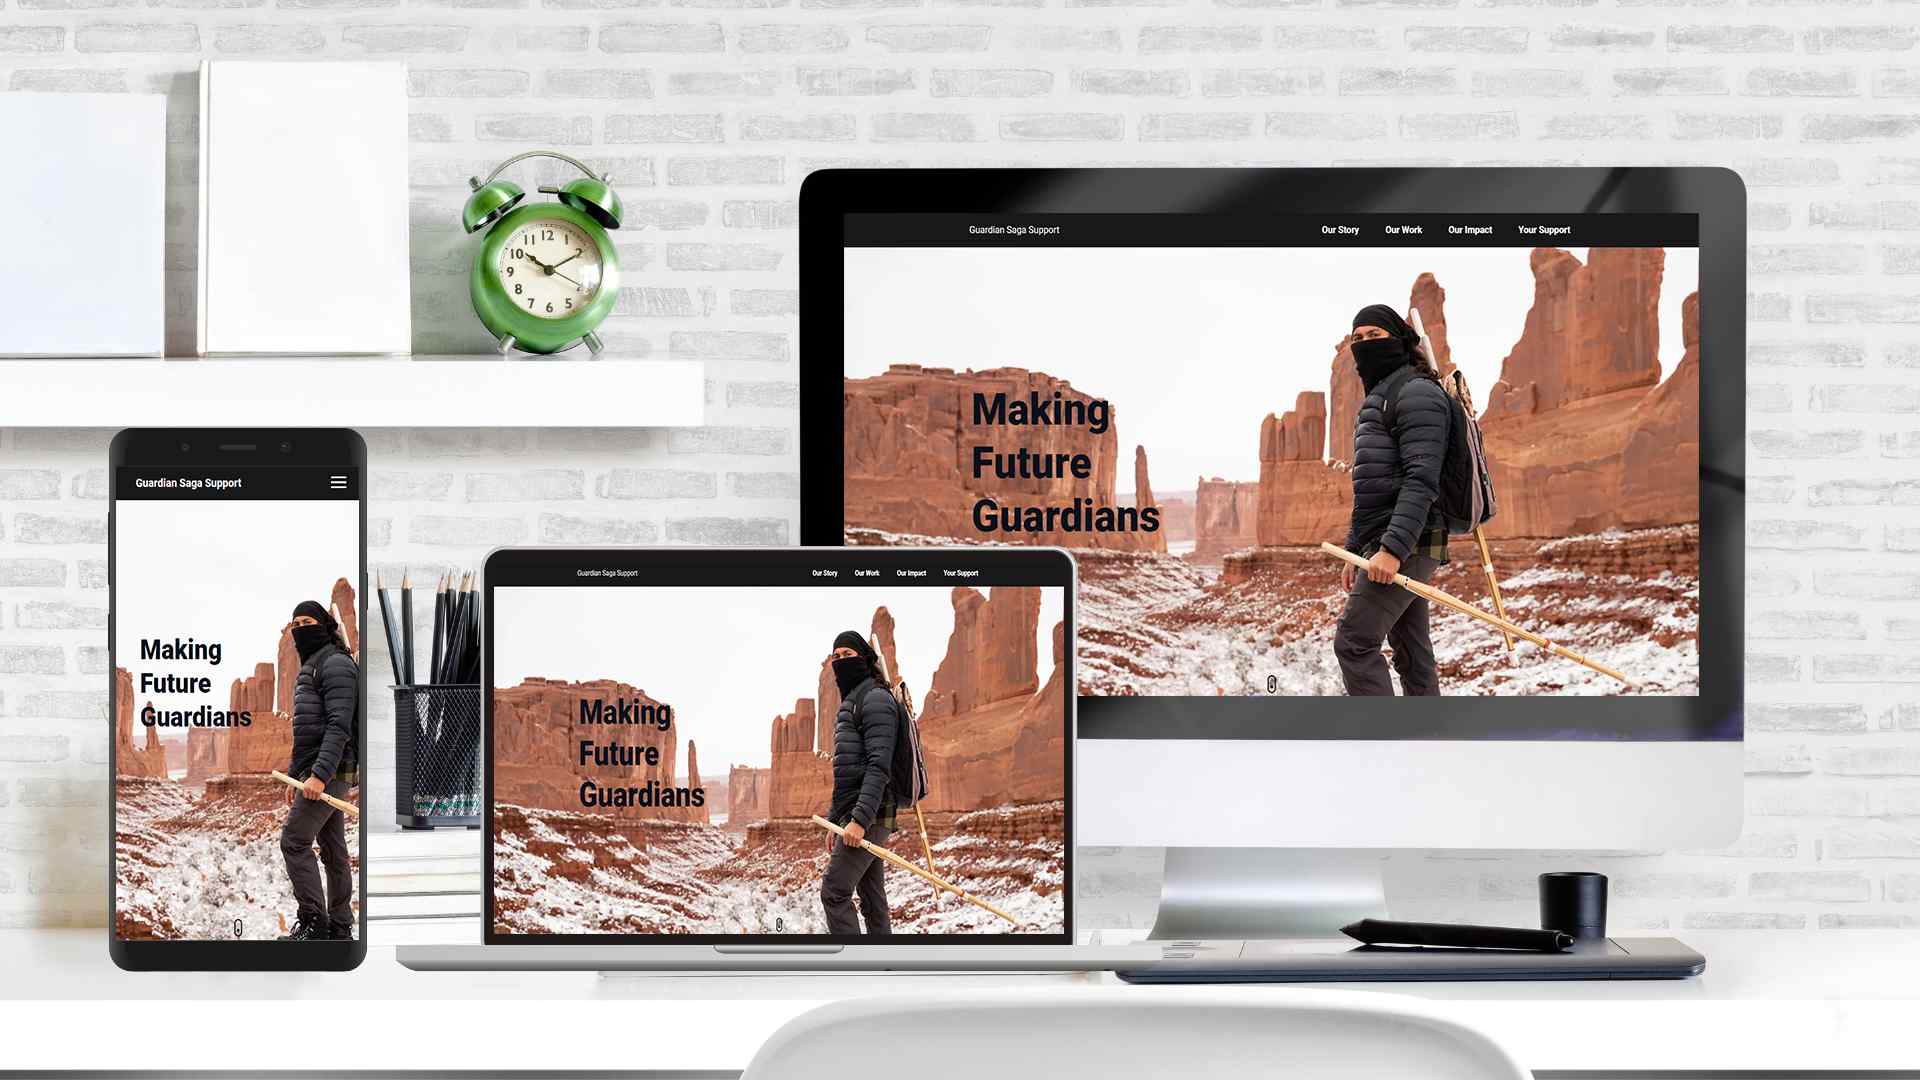 12
11
1
10
2
9
8
7
6
5
Guardian Saga Support
Our Story Our Work Our Impact Your Support
Making
Future
Guardians
Guardian Saga Support
Making
Future
Guardians
Guardian Saga Support
Our Story Our Work Our Impact Your Support
Making
Future
Guardians